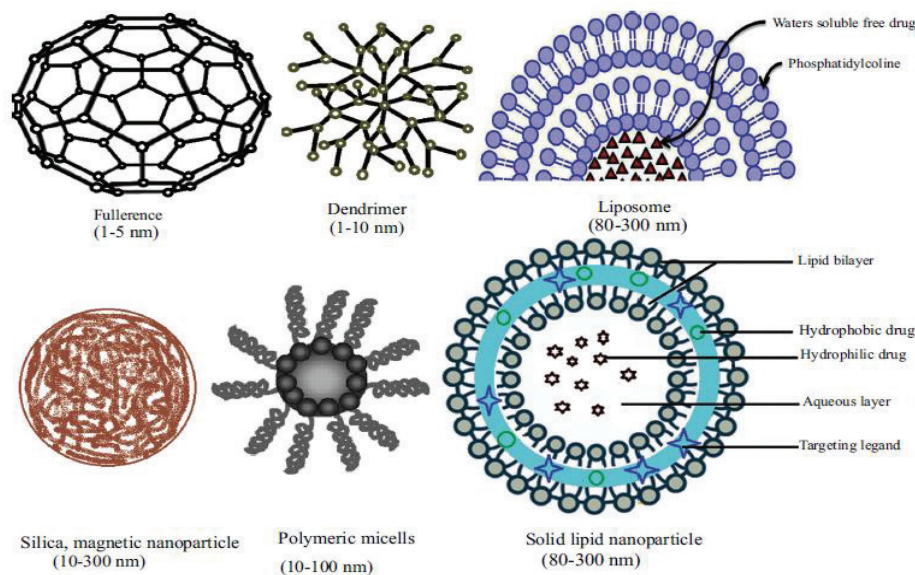 Waters soluble free drug
Phosphatidylcoline
Fullerence
(1-5 nm)
Dendrimer
(1-10 nm)
Liposome
(80-300 nm)
Lipid bilayer
Hydrophobic drug
Hydrophilic drug
Aqueous layer
Targeting legand
Silica, magnetic nanoparticle
(10-300 nm)
Polymeric micells
(10-100 nm)
Solid lipid nanoparticle
(80-300 nm)